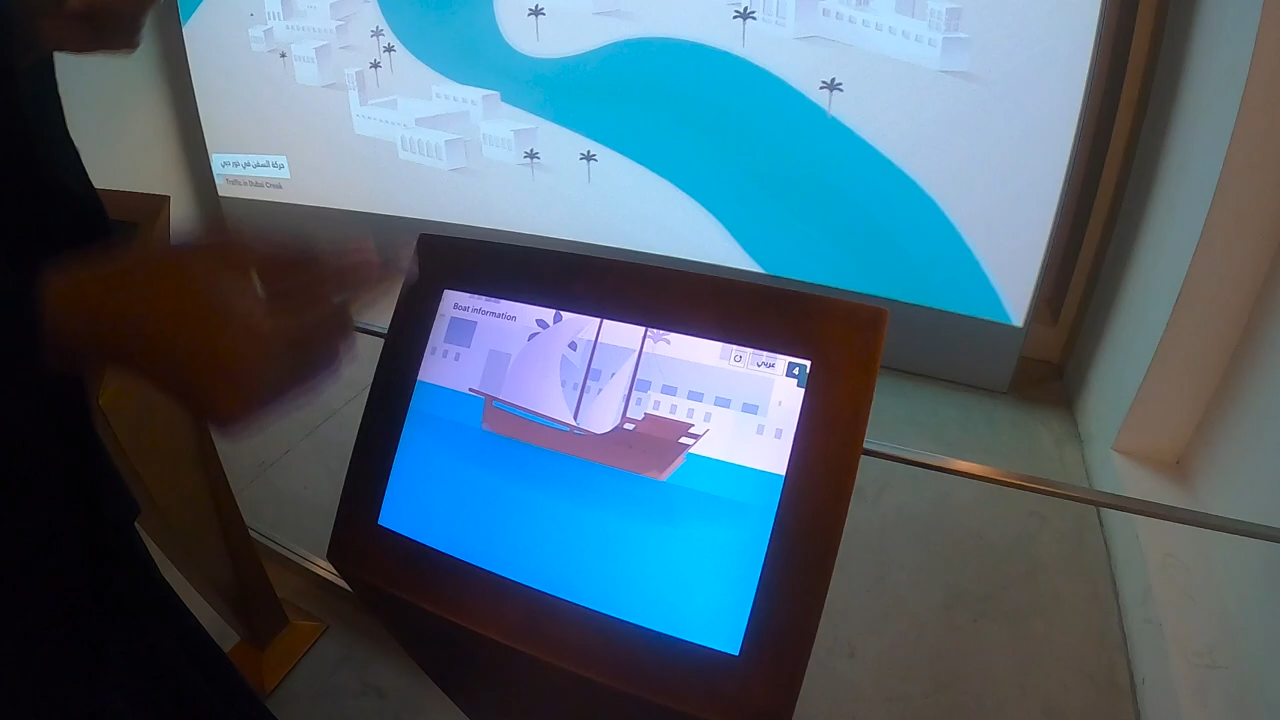 حركة السفن في خور دبي
Traffic in Dubai Creek
Boat information
عربي
4